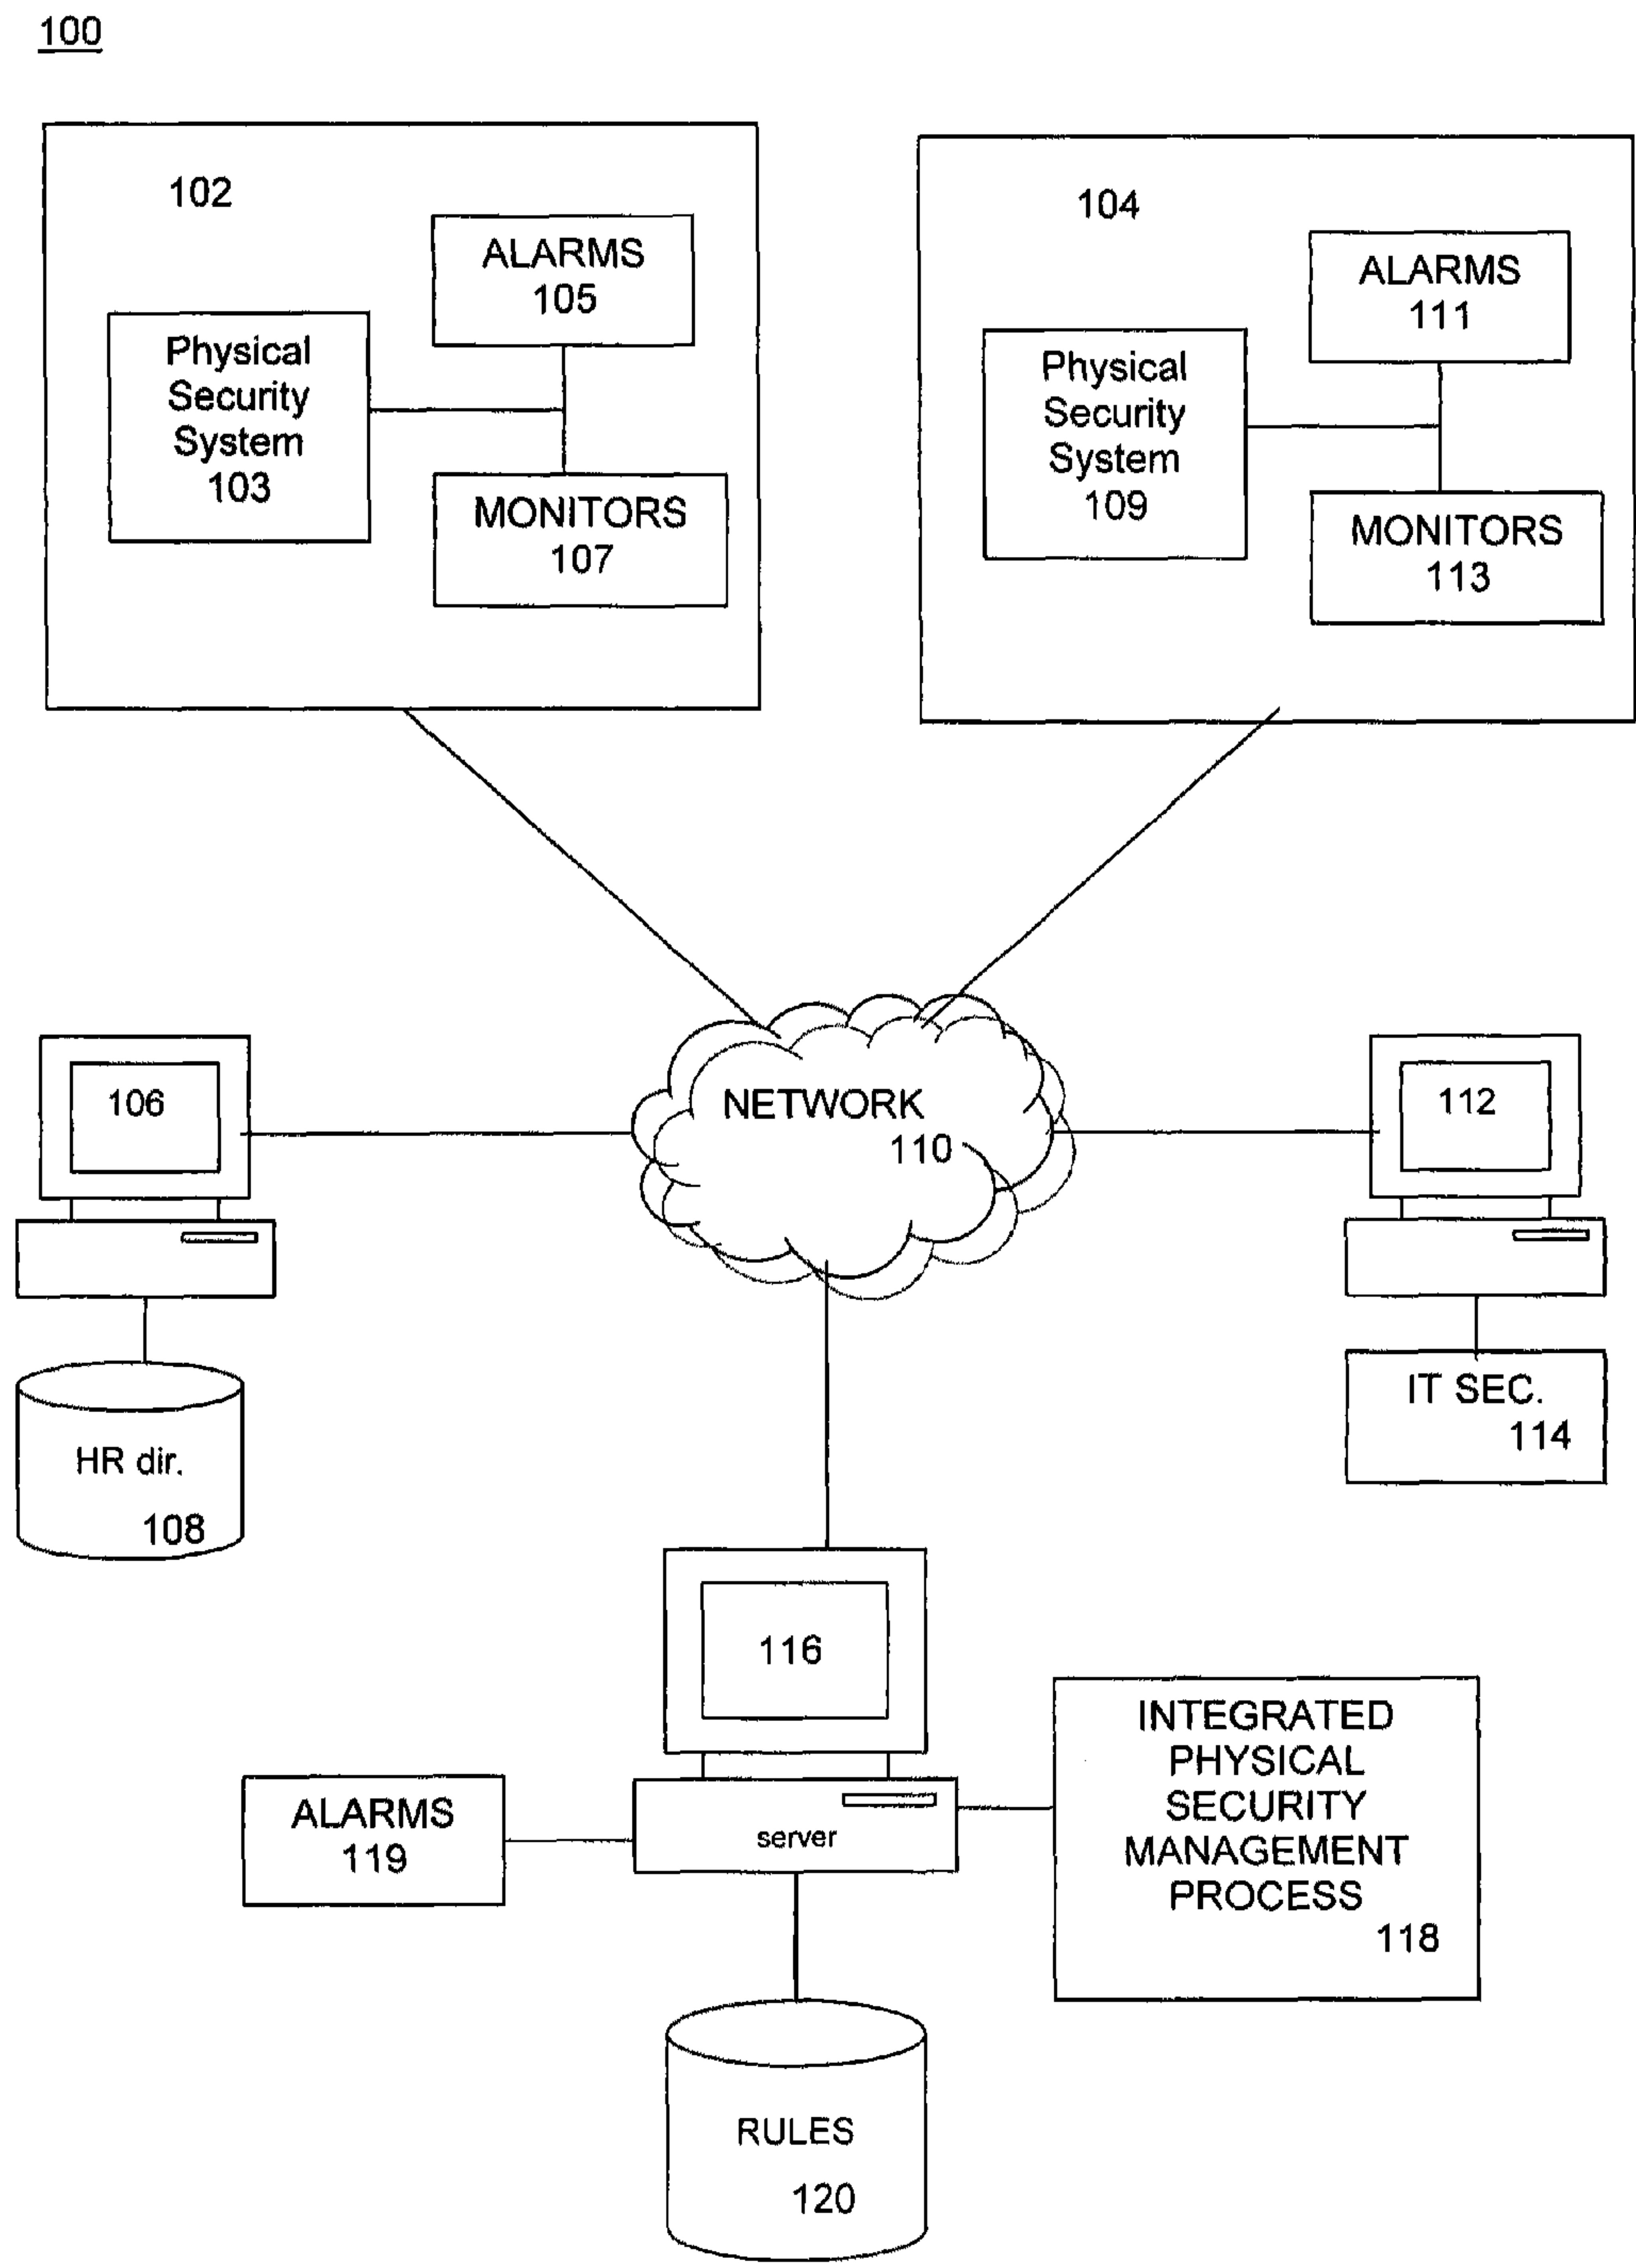 100
102
ALARMS
105
Physical
Security
System
103
MONITORS
107
104
ALARMS
111
Physical
Security
System
109
MONITORS
113
106
NETWORK
110
112
HR dir.
108
IT SEC.
114
116
server
ALARMS
119
INTEGRATED
PHYSICAL
SECURITY
MANAGEMENT
PROCESS
118
RULES
120